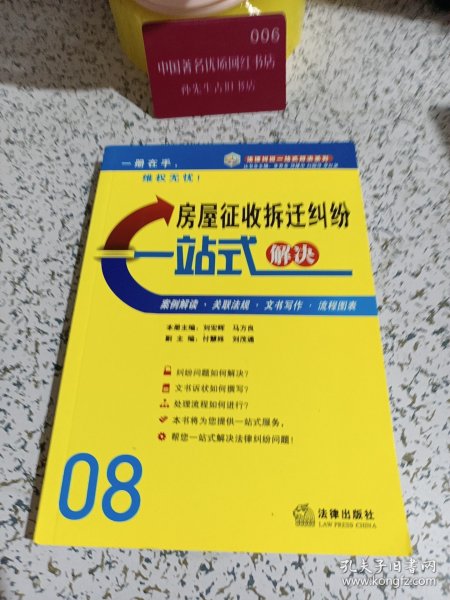 006
中国著名优质网红书店
孙先生古旧书店
一册在手，
维权无忧！
法律纠纷一站式解决系列
房屋征收拆迁纠纷
一站式
解决
案例解读·关联法规·文书写作·流程图表
本册主编：刘宏辉 马方良
副主编：付慧姝 刘茂通
纠纷问题如何解决？
文书诉状如何撰写？
处理流程如何进行？
本书将为您提供一站式服务，
帮您一站式解决法律纠纷问题！
08
法律出版社
LAW PRESS·CHINA
孔夫子旧书网
www.kongfz.com